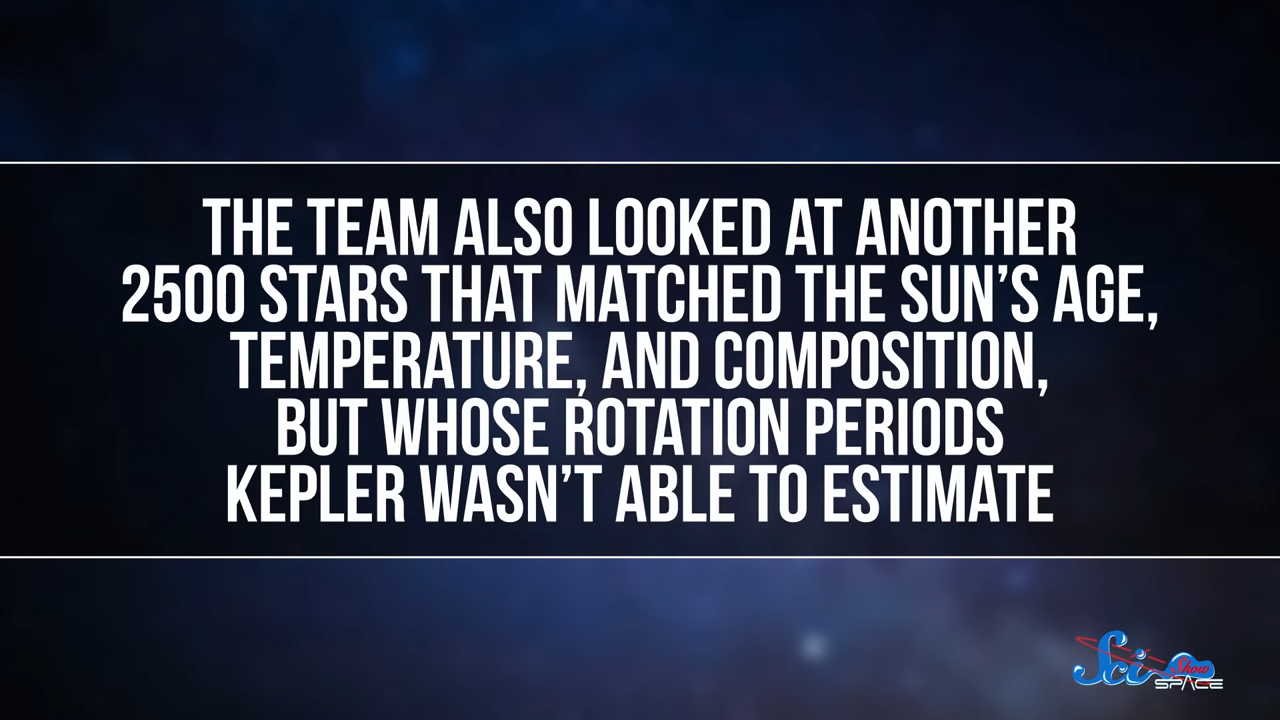 THE TEAM ALSO LOOKED AT ANOTHER
2500 STARS THAT MATCHED THE SUN’S AGE,
TEMPERATURE, AND COMPOSITION,
BUT WHOSE ROTATION PERIODS
KEPLER WASN’T ABLE TO ESTIMATE
Sci Show
SPACE